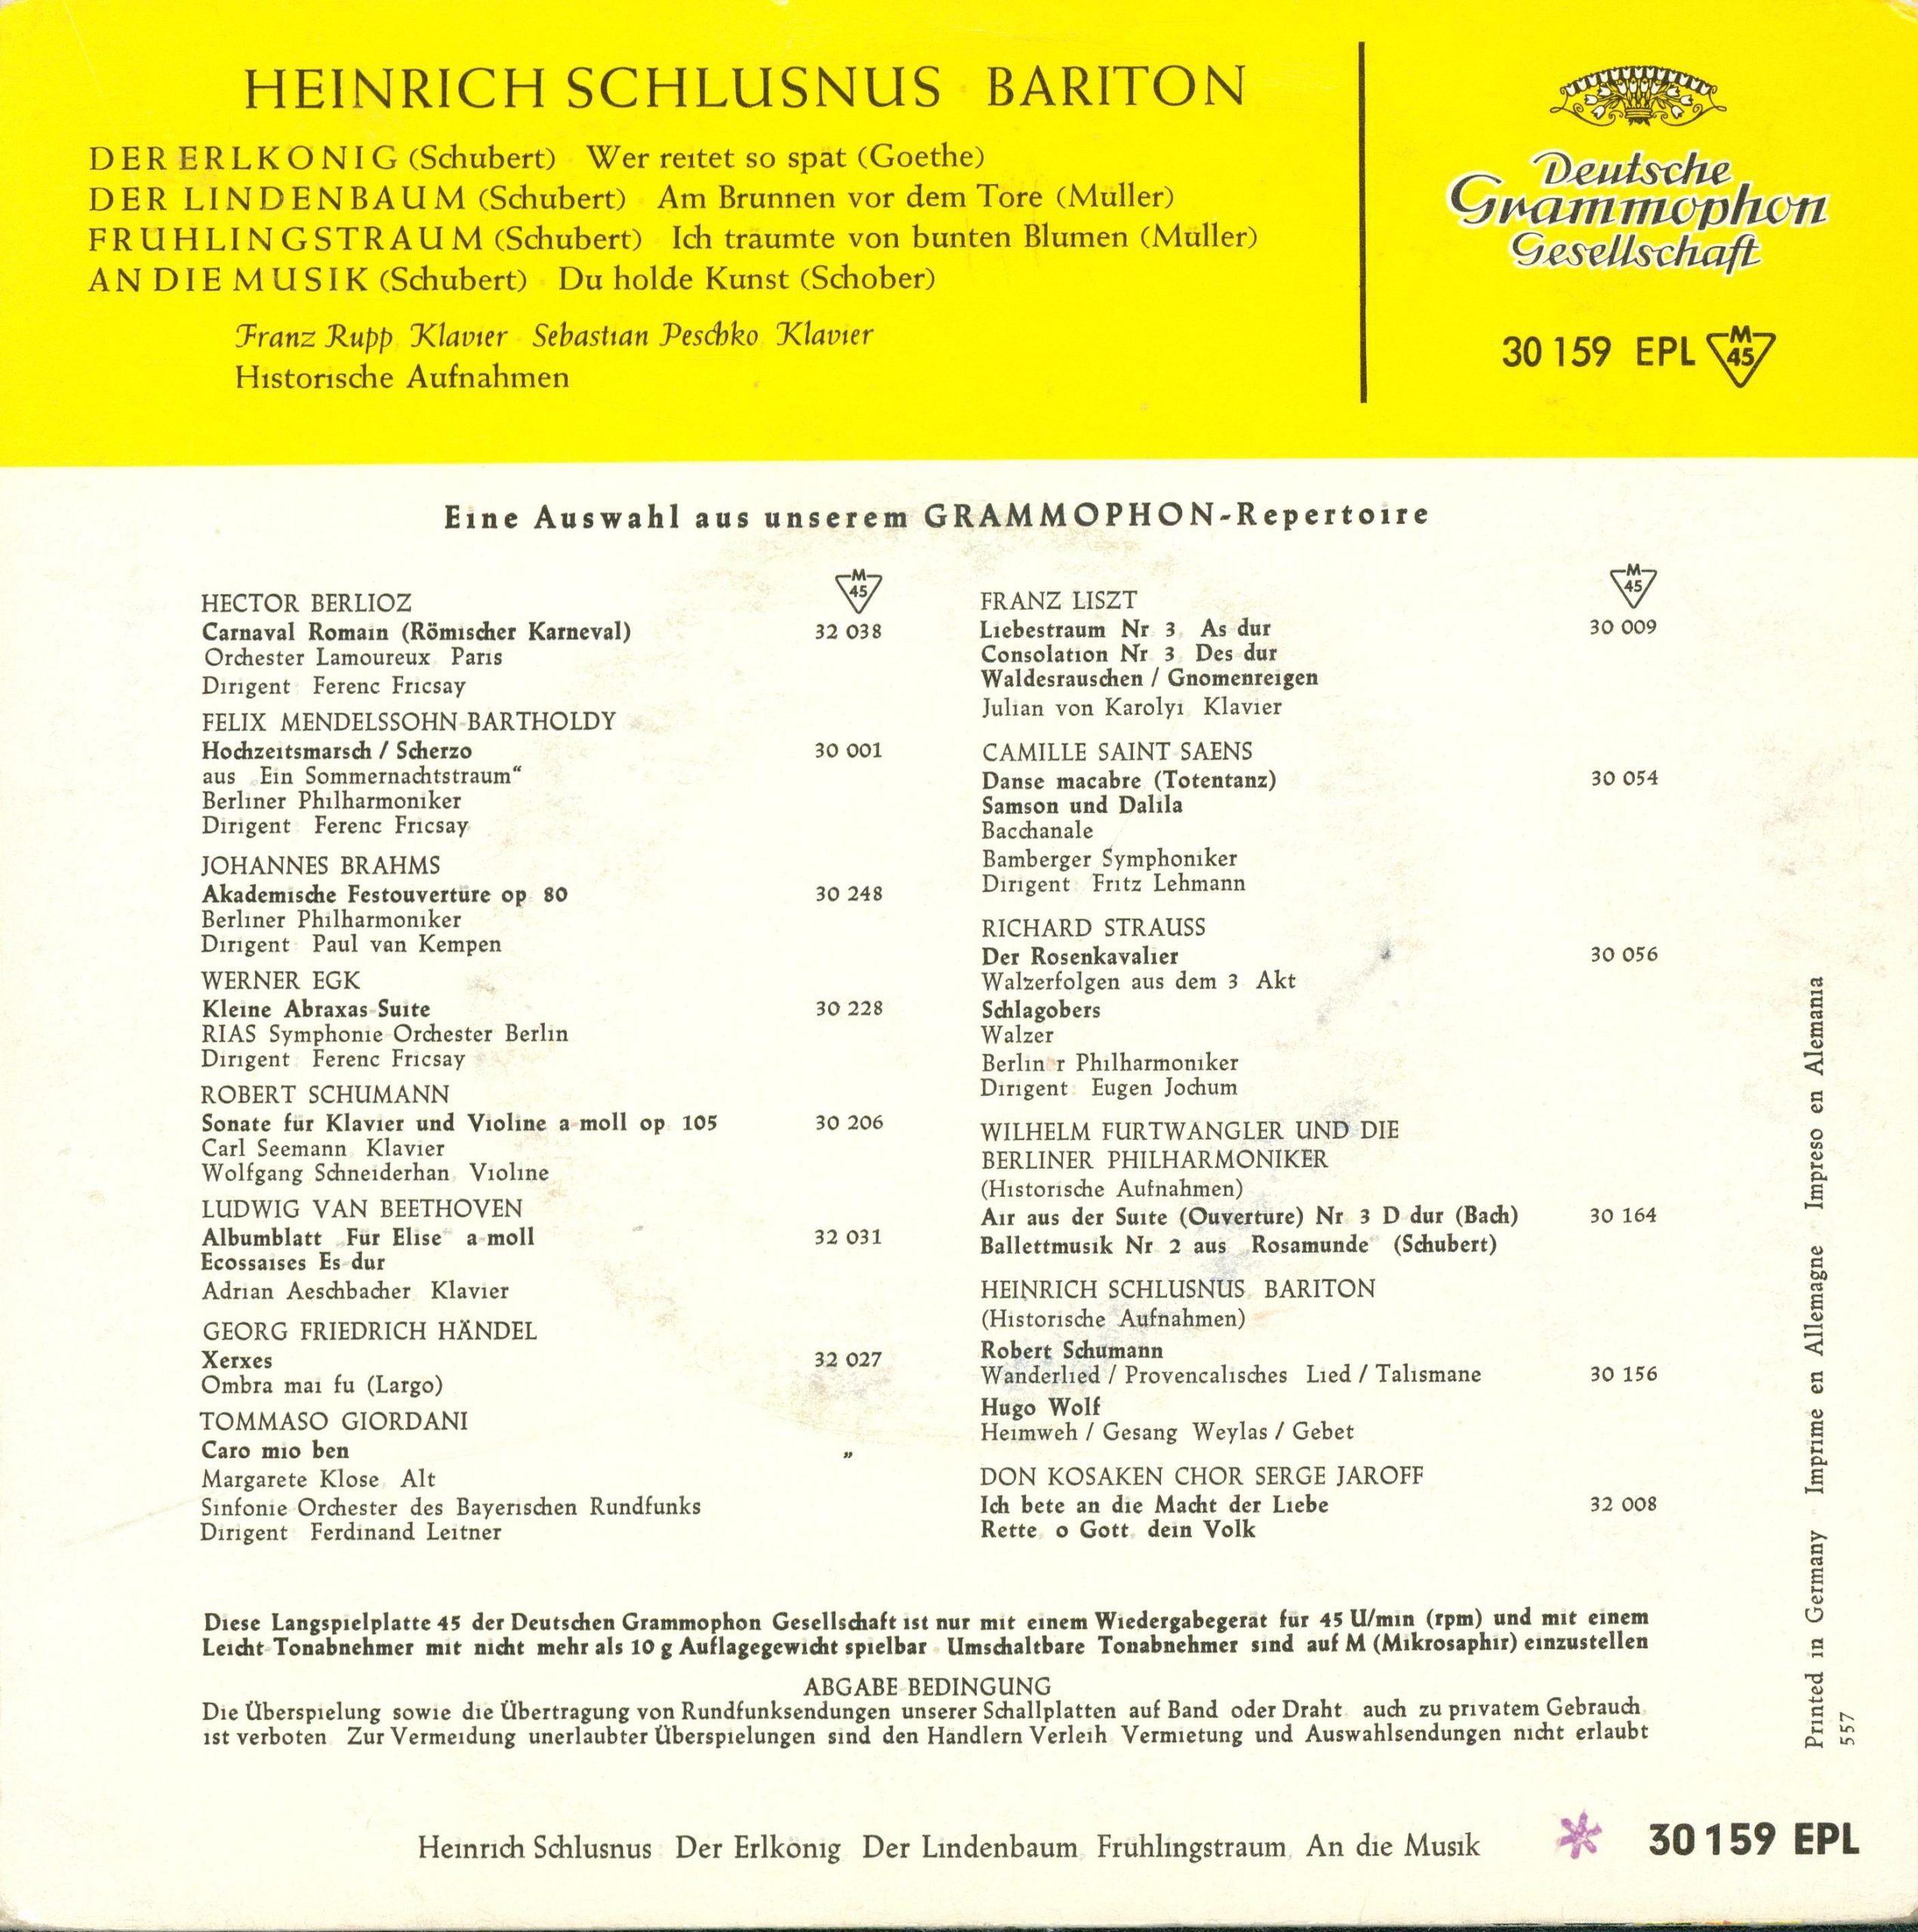 HEINRICH SCHLUSNUS BARITON
DER ERLKONIG (Schubert) Wer reitet so spät (Goethe)
DER LINDENBAUM (Schubert) Am Brunnen vor dem Tore (Müller)
FRÜHLINGSTRAUM (Schubert) Ich träumte von bunten Blumen (Müller)
AN DIE MUSIK (Schubert) Du holde Kunst (Schober)
Franz Rupp, Klavier Sebastian Peschko, Klavier
Historische Aufnahmen
Deutsche
Grammophon
Gesellschaft
30 159 EPL M 45
Eine Auswahl aus unserem GRAMMOPHON-Repertoire
M 45
HECTOR BERLIOZ
Carnaval Romain (Römischer Karneval) 32 038
Orchester Lamoureux Paris
Dirigent Ferenc Fricsay
FELIX MENDELSSOHN-BARTHOLDY
Hochzeitsmarsch / Scherzo 30 001
aus „Ein Sommernachtstraum“
Berliner Philharmoniker
Dirigent Ferenc Fricsay
JOHANNES BRAHMS
Akademische Festouvertüre op 80 30 248
Berliner Philharmoniker
Dirigent Paul van Kempen
WERNER EGK
Kleine Abraxas-Suite 30 228
RIAS Symphonie-Orchester Berlin
Dirigent Ferenc Fricsay
ROBERT SCHUMANN
Sonate für Klavier und Violine a-moll op 105 30 206
Carl Seemann Klavier
Wolfgang Schneiderhan, Violine
LUDWIG VAN BEETHOVEN
Albumblatt „Für Elise“ a-moll 32 031
Ecossaises Es-dur
Adrian Aeschbacher Klavier
GEORG FRIEDRICH HÄNDEL
Xerxes 32 027
Ombra mai fu (Largo)
TOMMASO GIORDANI
Caro mio ben „
Margarete Klose, Alt
Sinfonie-Orchester des Bayerischen Rundfunks
Dirigent Ferdinand Leitner
M 45
FRANZ LISZT
Liebestraum Nr 3, As dur 30 009
Consolation Nr 3, Des dur
Waldesrauschen / Gnomenreigen
Julian von Karolyi, Klavier
CAMILLE SAINT-SAENS
Danse macabre (Totentanz) 30 054
Samson und Dalila
Bacchanale
Bamberger Symphoniker
Dirigent: Fritz Lehmann
RICHARD STRAUSS
Der Rosenkavalier 30 056
Walzerfolgen aus dem 3 Akt
Schlagobers
Walzer
Berliner Philharmoniker
Dirigent: Eugen Jochum
WILHELM FURTWANGLER UND DIE
BERLINER PHILHARMONIKER
(Historische Aufnahmen)
Air aus der Suite (Ouverture) Nr 3 D dur (Bach) 30 164
Ballettmusik Nr 2 aus „Rosamunde“ (Schubert)
HEINRICH SCHLUSNUS, BARITON
(Historische Aufnahmen)
Robert Schumann
Wanderlied / Provencalisches Lied / Talismane 30 156
Hugo Wolf
Heimweh / Gesang Weylas / Gebet
DON KOSAKEN CHOR SERGE JAROFF
Ich bete an die Macht der Liebe 32 008
Rette, o Gott, dein Volk
Diese Langspielplatte 45 der Deutschen Grammophon Gesellschaft ist nur mit einem Wiedergabegerät für 45 U/min (rpm) und mit einem
Leicht-Tonabnehmer mit nicht mehr als 10 g Auflagegewicht spielbar · Umschaltbare Tonabnehmer sind auf M (Mikrosaphir) einzustellen
ABGABE-BEDINGUNG
Die Überspielung sowie die Übertragung von Rundfunksendungen unserer Schallplatten auf Band oder Draht, auch zu privatem Gebrauch,
ist verboten Zur Vermeidung unerlaubter Überspielungen sind den Händlern Verleih, Vermietung und Auswahlsendungen nicht erlaubt
Printed in Germany · Imprime en Allemagne Impreso en Alemania
557
Heinrich Schlusnus Der Erlkönig Der Lindenbaum, Frühlingstraum, An die Musik 30 159 EPL